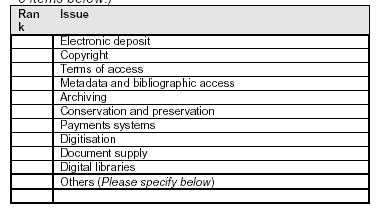 6 items below.)
Ran
k
Issue
Electronic deposit
Copyright
Terms of access
Metadata and bibliographic access
Archiving
Conservation and preservation
Payments systems
Digitisation
Document supply
Digital libraries
Others (Please specify below)